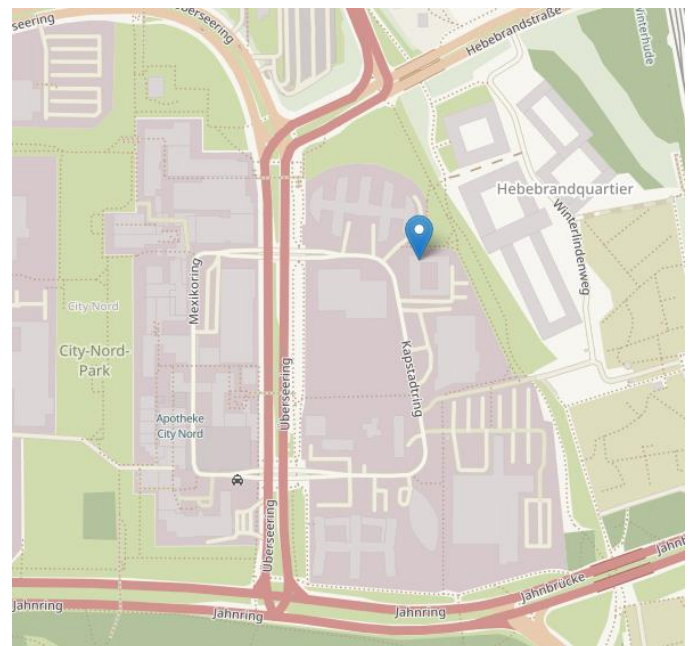 Überseering
Überseering
Hebebrandstraße
Winterhude
Hebebrandquartier
Winterlindenweg
Mexikoring
City Nord
City-Nord-
Park
Kapstadtring
Überseering
Apotheke
City Nord
Überseering
Jahnring
Jahnring
Jahnring
Jahnbrücke